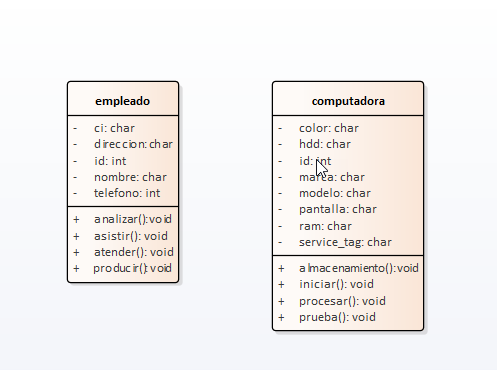 empleado
- ci: char
- direccion: char
- id: int
- nombre: char
- telefono: int
+ analizar():void
+ asistir(): void
+ atender(): void
+ producir():void
computadora
- color: char
- hdd: char
- id: int
- marca: char
- modelo: char
- pantalla: char
- ram: char
- service_tag: char
+ almacenamiento():void
+ iniciar(): void
+ procesar(): void
+ prueba(): void